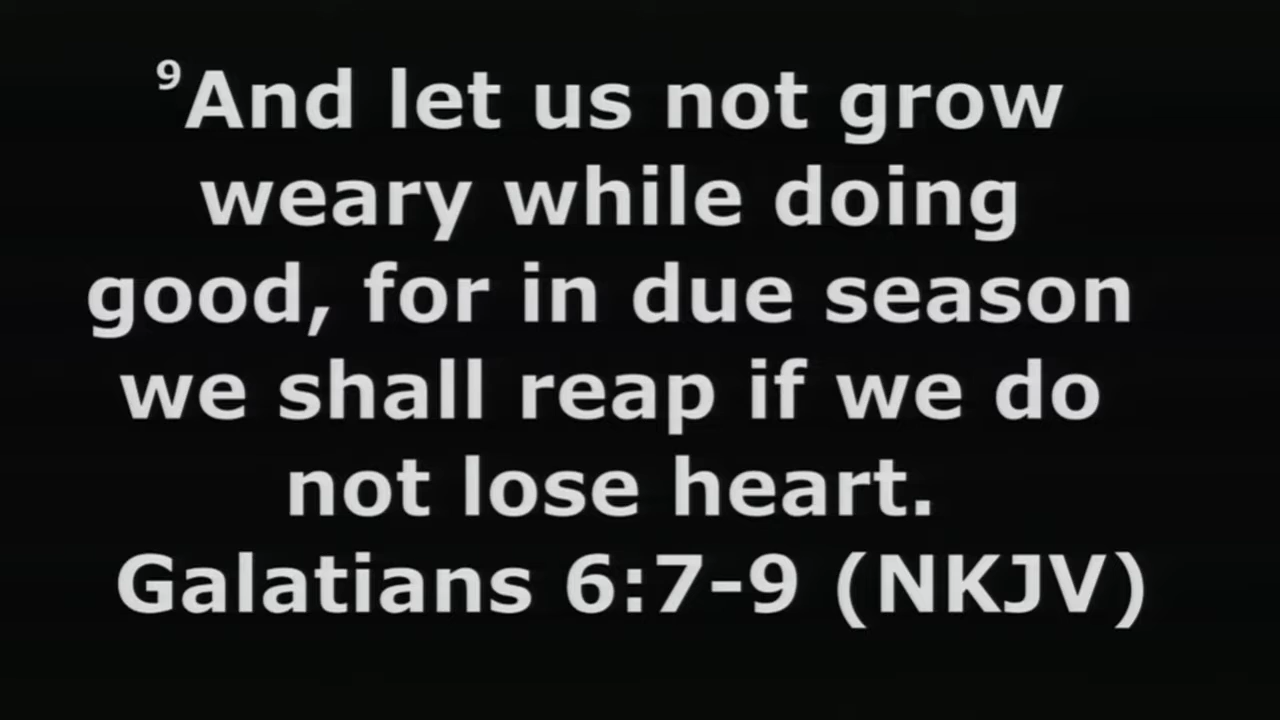 ⁹And let us not grow
weary while doing
good, for in due season
we shall reap if we do
not lose heart.
Galatians 6:7-9 (NKJV)